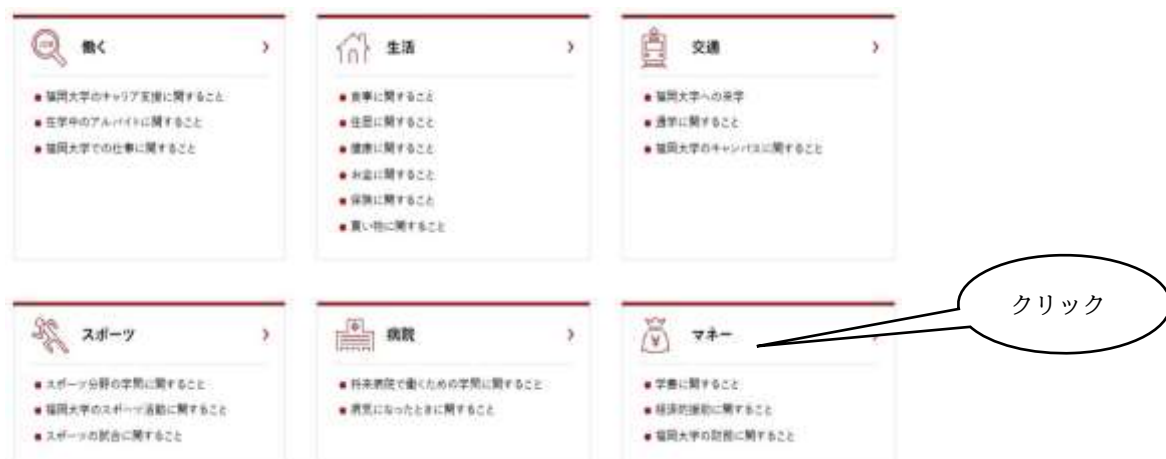 働く
福岡大学のキャリア支援に関すること
在学中のアルバイトに関すること
福岡大学での仕事に関すること
生活
食事に関すること
住居に関すること
健康に関すること
お金に関すること
保険に関すること
買い物に関すること
交通
福岡大学への来学
通学に関すること
福岡大学のキャンパスに関すること
スポーツ
スポーツ分野の学問に関すること
福岡大学のスポーツ活動に関すること
スポーツの試合に関すること
病院
将来病院で働くための学問に関すること
病気になったときに関すること
マネー
学費に関すること
経済的援助に関すること
福岡大学の財務に関すること
クリック